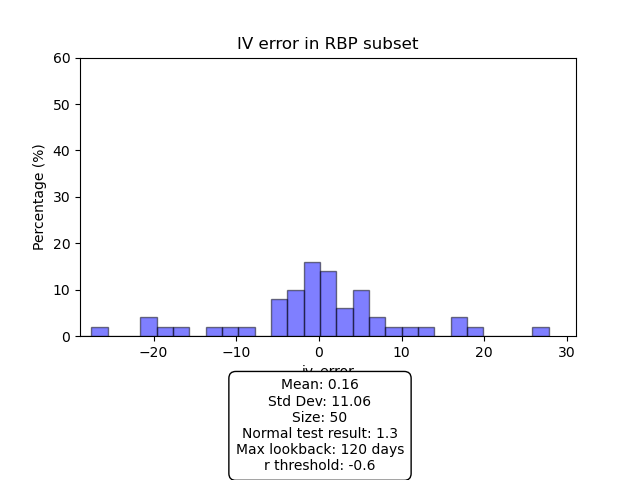 IV error in RBP subset
60
50
40
30
20
10
0
Percentage (%)
−20
−10
0
10
20
30
iv_error
Mean: 0.16
Std Dev: 11.06
Size: 50
Normal test result: 1.3
Max lookback: 120 days
r threshold: -0.6